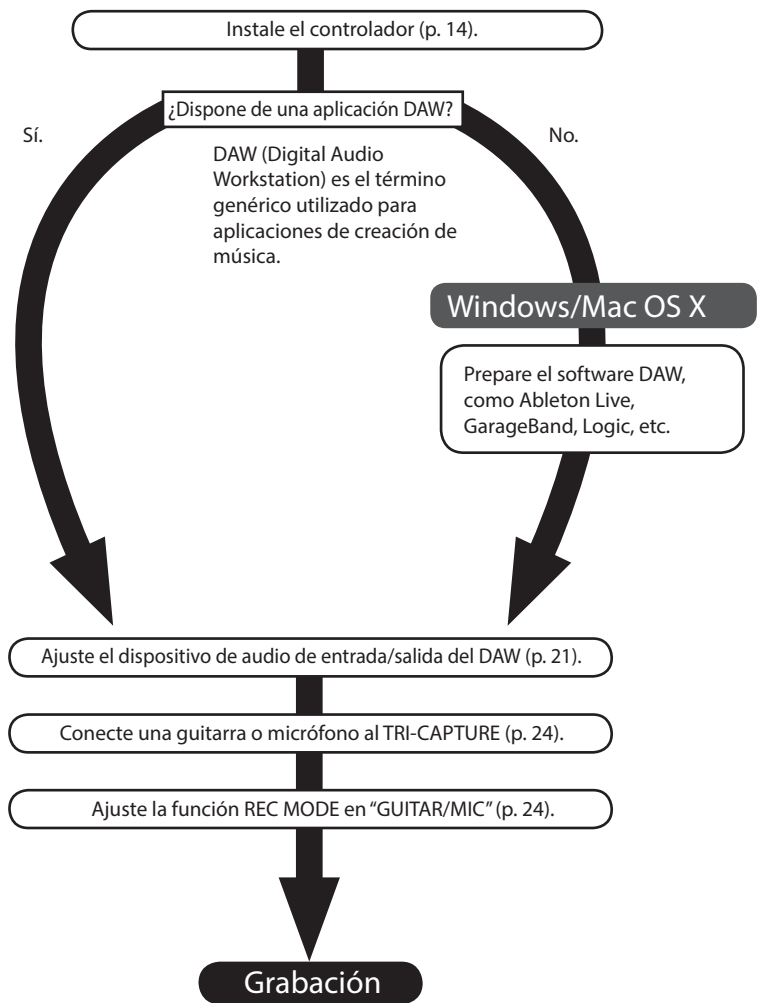 Instale el controlador (p. 14).
¿Dispone de una aplicación DAW?
Sí.
No.
DAW (Digital Audio
Workstation) es el término
genérico utilizado para
aplicaciones de creación de
música.
Windows/Mac OS X
Prepare el software DAW,
como Ableton Live,
GarageBand, Logic, etc.
Ajuste el dispositivo de audio de entrada/salida del DAW (p. 21).
Conecte una guitarra o micrófono al TRI-CAPTURE (p. 24).
Ajuste la función REC MODE en “GUITAR/MIC” (p. 24).
Grabación